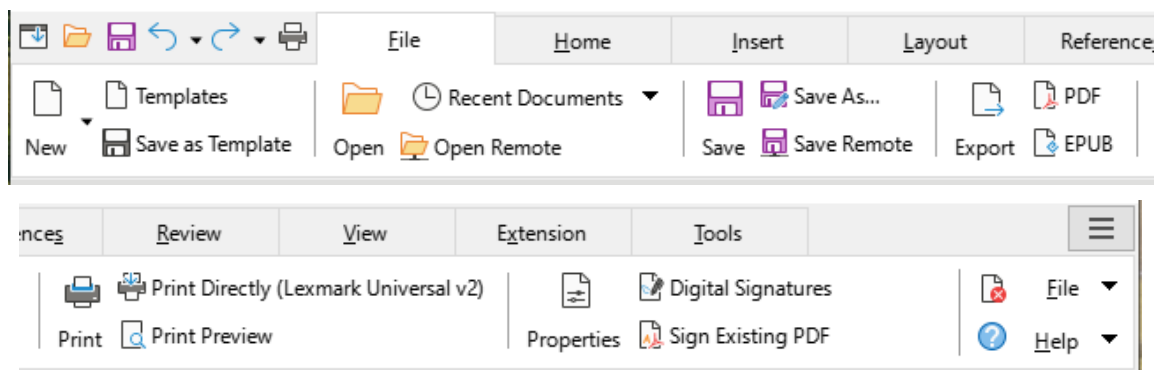 File Home Insert Layout Reference
Templates Recent Documents Save As... PDF
New Save as Template Open Open Remote Save Save Remote Export EPUB
nces Review View Extension Tools
Print Directly (Lexmark Universal v2) Digital Signatures File
Print Print Preview Properties Sign Existing PDF Help